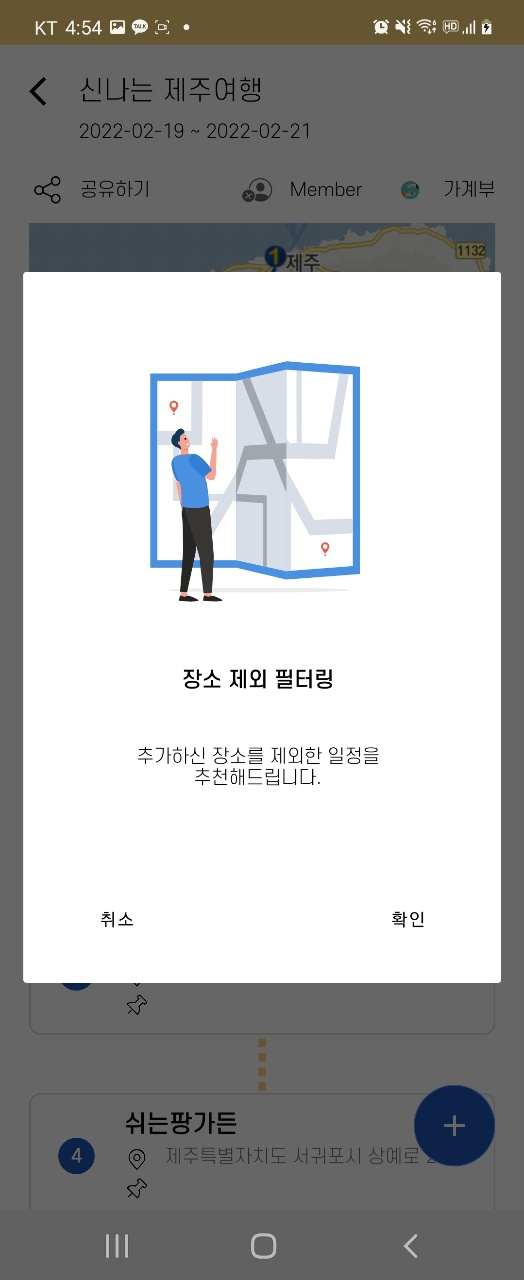 KT 4:54
HD
신나는 제주여행
2022-02-19 ~ 2022-02-21
공유하기 Member 가계부
1 제주 1132
장소 제외 필터링
추가하신 장소를 제외한 일정을
추천해드립니다.
취소 확인
쉬는팡가든
4 제주특별자치도 서귀포시 상예로